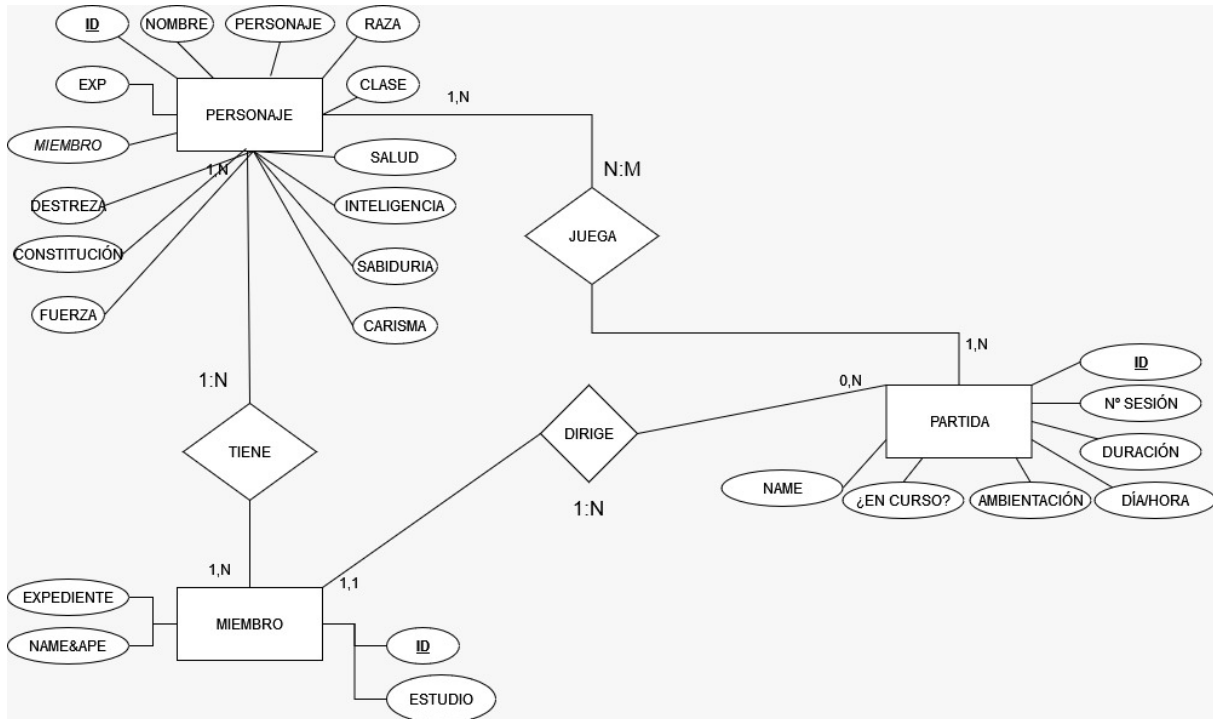 ID
NOMBRE
PERSONAJE
RAZA
EXP
CLASE
PERSONAJE
1,N
MIEMBRO
SALUD
1,N
N:M
DESTREZA
INTELIGENCIA
JUEGA
CONSTITUCIÓN
SABIDURIA
FUERZA
CARISMA
1,N
ID
1:N
0,N
Nº SESIÓN
PARTIDA
DIRIGE
TIENE
DURACIÓN
NAME
¿EN CURSO?
AMBIENTACIÓN
DÍA/HORA
1:N
1,N
1,1
EXPEDIENTE
MIEMBRO
NAME&APE
ID
ESTUDIO